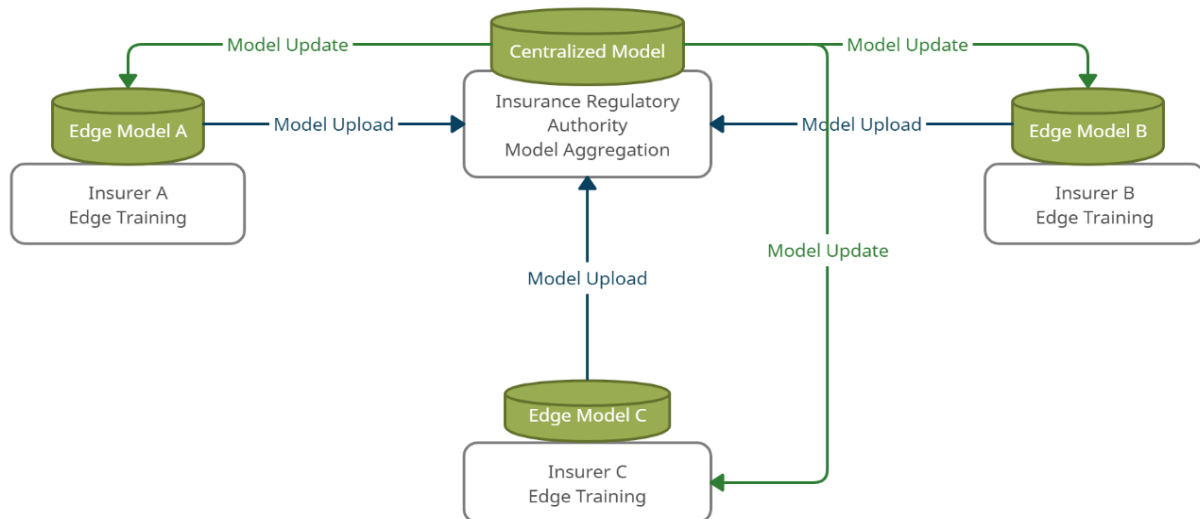 Model Update
Centralized Model
Model Update
Edge Model A
Model Upload
Insurance Regulatory
Authority
Model Aggregation
Model Upload
Edge Model B
Insurer A
Edge Training
Insurer B
Edge Training
Model Update
Model Upload
Edge Model C
Insurer C
Edge Training